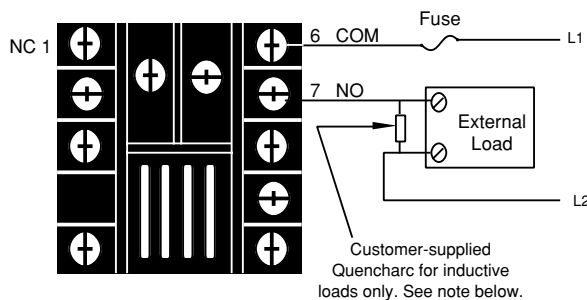 Fuse
NC 1
6 COM
L1
7 NO
External
Load
L2
Customer-supplied
Quencharc for inductive
loads only. See note below.